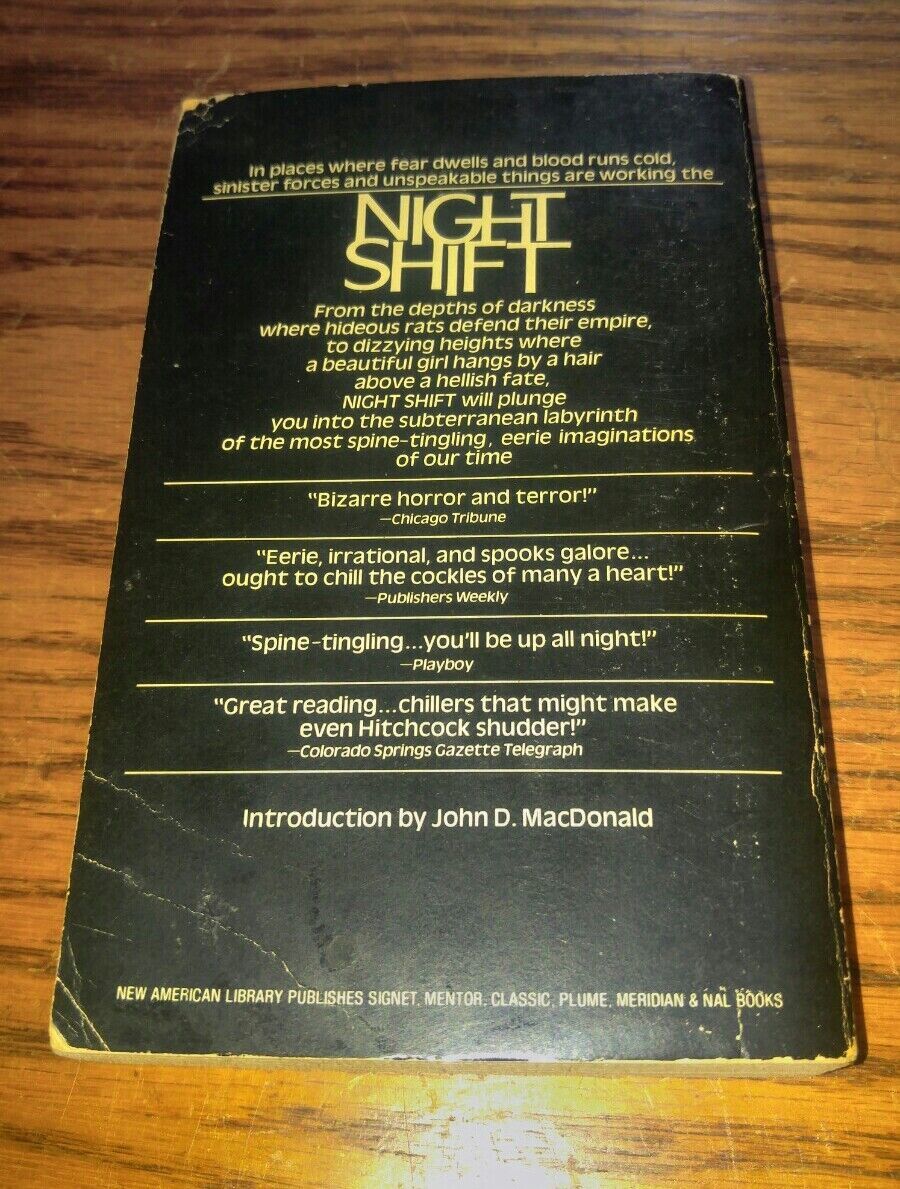 In places where fear dwells and blood runs cold,
sinister forces and unspeakable things are working the
NIGHT
SHIFT
From the depths of darkness
where hideous rats defend their empire,
to dizzying heights where
a beautiful girl hangs by a hair
above a hellish fate,
NIGHT SHIFT will plunge
you into the subterranean labyrinth
of the most spine-tingling, eerie imaginations
of our time
"Bizarre horror and terror!"
—Chicago Tribune
"Eerie, irrational, and spooks galore...
ought to chill the cockles of many a heart!"
—Publishers Weekly
"Spine-tingling...you'll be up all night!"
—Playboy
"Great reading...chillers that might make
even Hitchcock shudder!"
—Colorado Springs Gazette Telegraph
Introduction by John D. MacDonald
NEW AMERICAN LIBRARY PUBLISHES SIGNET, MENTOR, CLASSIC, PLUME, MERIDIAN & NAL BOOKS